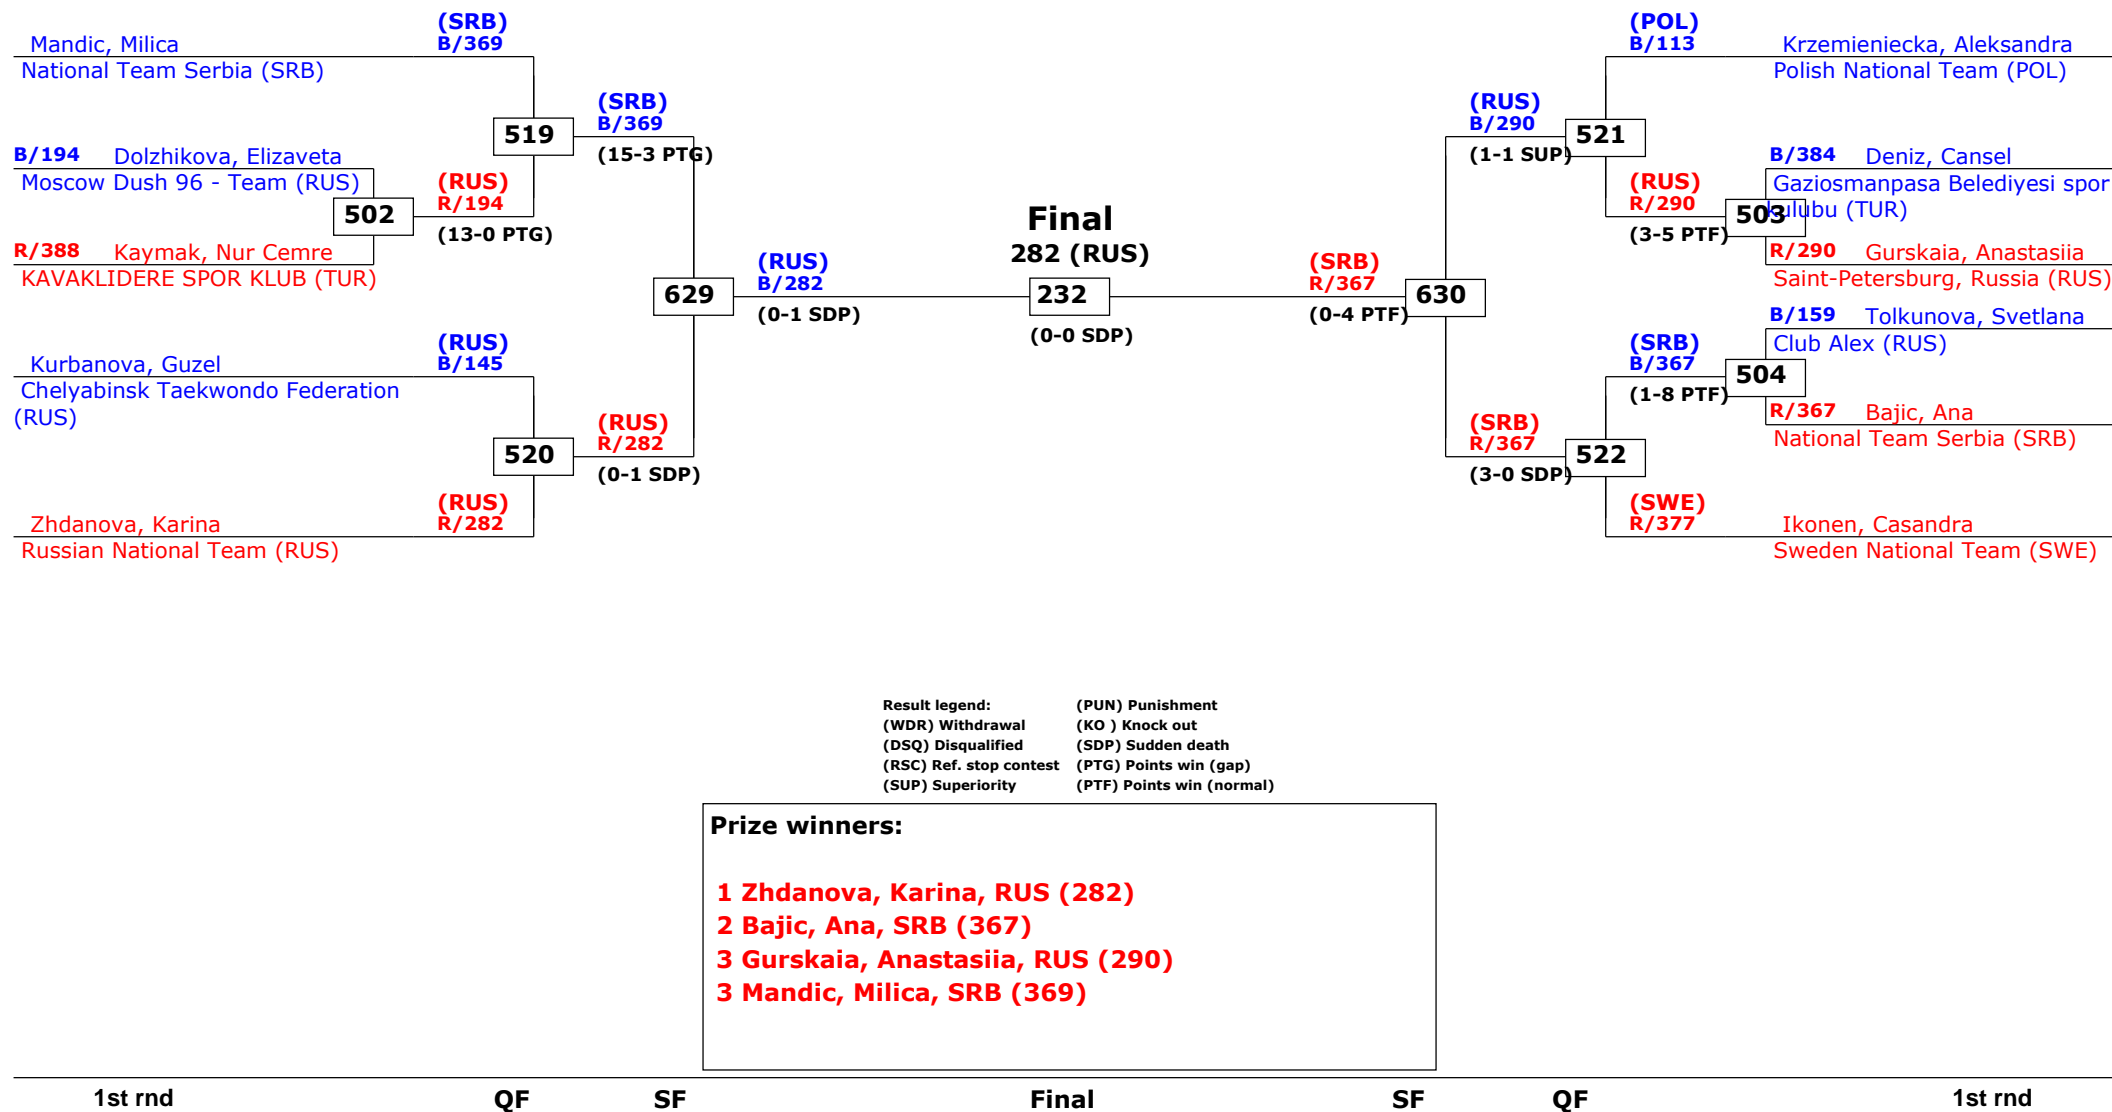 (SRB)
B/369
Mandic, Milica
National Team Serbia (SRB)
519
(SRB)
B/369
(15-3 PTG)
B/194 Dolzhikova, Elizaveta
Moscow Dush 96 - Team (RUS)
502
(RUS)
R/194
(13-0 PTG)
R/388 Kaymak, Nur Cemre
KAVAKLIDERE SPOR KLUB (TUR)
629
(RUS)
B/282
(0-1 SDP)
(RUS)
B/145
Kurbanova, Guzel
Chelyabinsk Taekwondo Federation
(RUS)
520
(RUS)
R/282
(0-1 SDP)
(RUS)
R/282
Zhdanova, Karina
Russian National Team (RUS)
Final
282 (RUS)
232
(0-0 SDP)
(POL)
B/113
Krzemieniecka, Aleksandra
Polish National Team (POL)
(RUS)
B/290
(1-1 SUP)
521
B/384 Deniz, Cansel
Gaziosmanpasa Belediyesi spor
kulubu (TUR)
(RUS)
R/290
(3-5 PTF)
503
R/290 Gurskaia, Anastasiia
Saint-Petersburg, Russia (RUS)
(SRB)
R/367
(0-4 PTF)
630
B/159 Tolkunova, Svetlana
Club Alex (RUS)
(SRB)
B/367
(1-8 PTF)
504
R/367 Bajic, Ana
National Team Serbia (SRB)
(SRB)
R/367
(3-0 SDP)
522
(SWE)
R/377
Ikonen, Casandra
Sweden National Team (SWE)
Result legend: (PUN) Punishment
(WDR) Withdrawal (KO ) Knock out
(DSQ) Disqualified (SDP) Sudden death
(RSC) Ref. stop contest (PTG) Points win (gap)
(SUP) Superiority (PTF) Points win (normal)
Prize winners:
1 Zhdanova, Karina, RUS (282)
2 Bajic, Ana, SRB (367)
3 Gurskaia, Anastasiia, RUS (290)
3 Mandic, Milica, SRB (369)
1st rnd QF SF Final SF QF 1st rnd